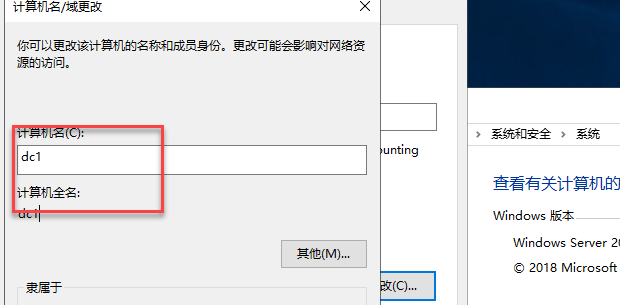 计算机名/域更改
你可以更改该计算机的名称和成员身份。更改可能会影响对网络资
源的访问。
计算机名(C):
dc1
计算机全名:
dc1
其他(M)...
隶属于
ounting
改(C)...
系统和安全 > 系统
查看有关计算机的
Windows 版本
Windows Server 20
© 2018 Microsoft